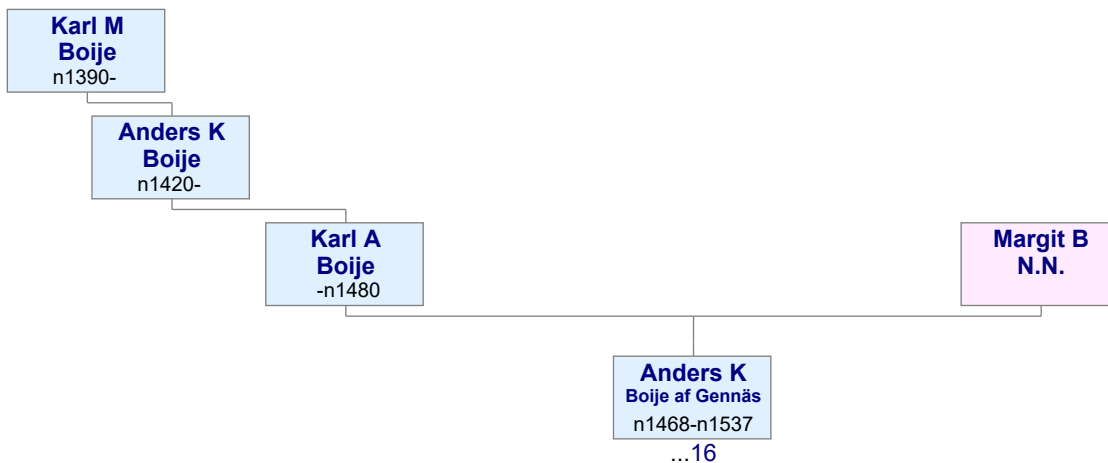 Karl M
Boije
n1390-
Anders K
Boije
n1420-
Karl A
Boije
-n1480
Margit B
N.N.
Anders K
Boije af Gennäs
n1468-n1537
...16